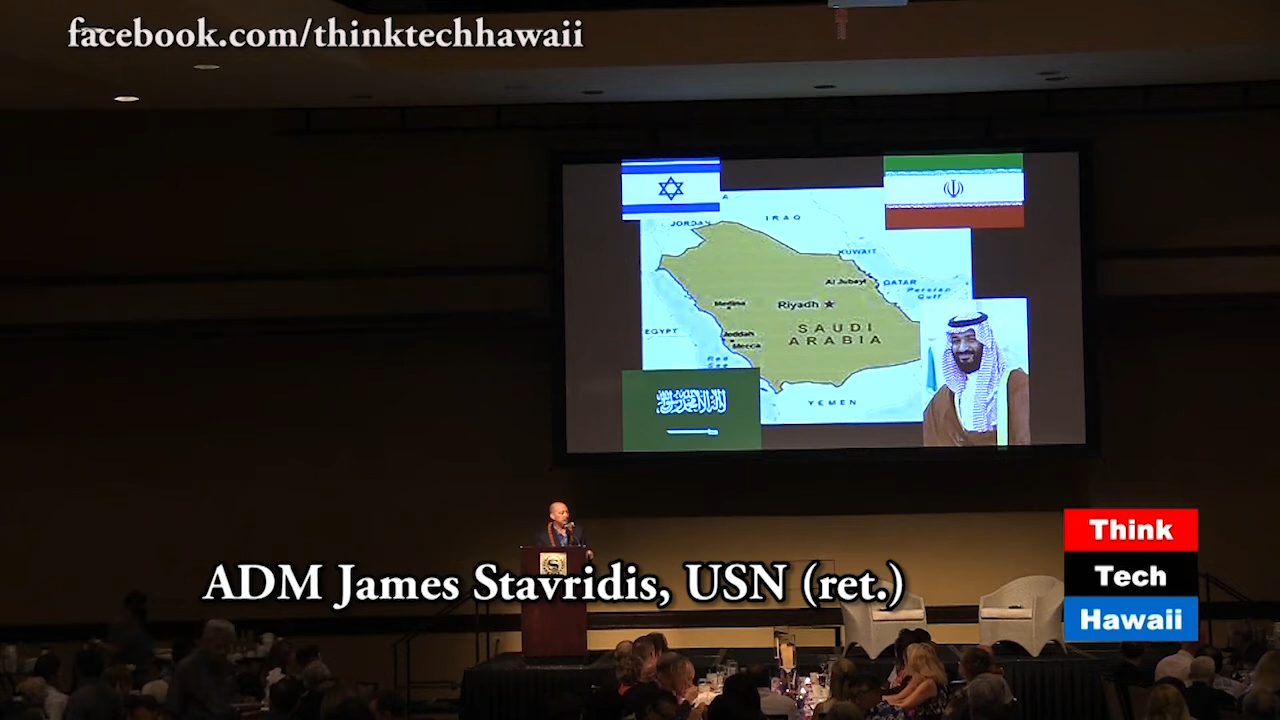 facebook.com/thinktechhawaii
JORDAN
IRAQ
KUWAIT
Al Jubayl
QATAR
Persian
Gulf
Medina
Riyadh
SAUDI
ARABIA
EGYPT
Jeddah
Mecca
Red
Sea
YEMEN
S
ADM James Stavridis, USN (ret.)
Think
Tech
Hawaii